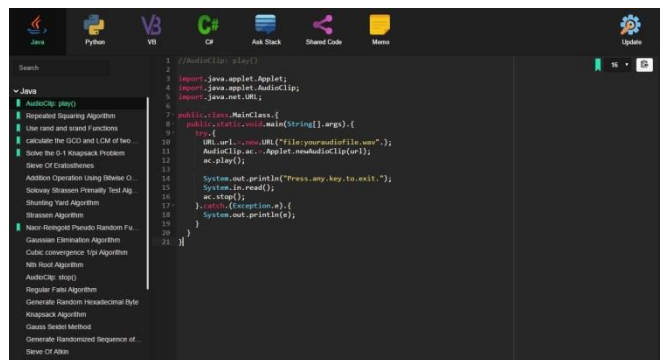 Java
Python
VB
C#
Ask Stack
Shared Code
Memo
Update
Search
16
Java
AudioClip: play()
Repeated Squaring Algorithm
Use rand and srand Functions
calculate the GCD and LCM of two ...
Solve the 0-1 Knapsack Problem
Sieve Of Eratosthenes
Addition Operation Using Bitwise O...
Solovay Strassen Primality Test Alg...
Shunting Yard Algorithm
Strassen Algorithm
Naor-Reingold Pseudo Random Fu...
Gaussian Elimination Algorithm
Cubic convergence 1/pi Algorithm
Nth Root Algorithm
AudioClip: stop()
Regular Falsi Algorithm
Generate Random Hexadecimal Byte
Knapsack Algorithm
Gauss Seidel Method
Generate Randomized Sequence of...
Sieve Of Atkin
1 //AudioClip: play()
2
3 import.java.applet.Applet;
4 import.java.applet.AudioClip;
5 import.java.net.URL;
6
7 public.class.MainClass.{
8 public.static.void.main(String[].args).{
9 try.{
10 URL.url.=.new.URL("file:youraudiofile.wav".);
11 AudioClip.ac.=.Applet.newAudioClip(url);
12 ac.play();
13
14 System.out.println("Press.any.key.to.exit.");
15 System.in.read();
16 ac.stop();
17 }.catch.(Exception.e).{
18 System.out.println(e);
19 }
20 }
21 }